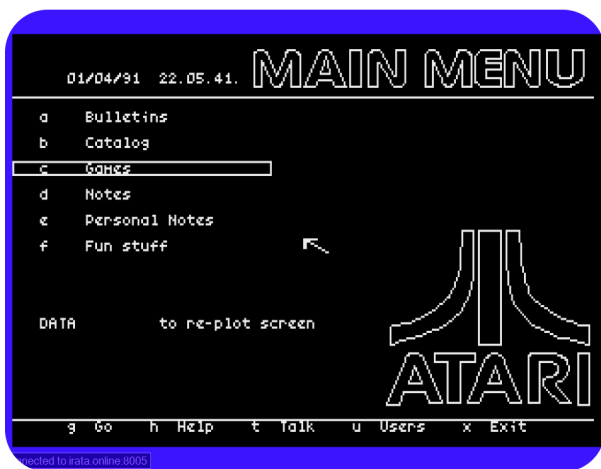 MAIN MENU
01/04/91 22.05.41.
a Bulletins
b Catalog
c Games
d Notes
e Personal Notes
f Fun stuff
DATA to re-plot screen
ATARI
g Go h Help t Talk u Users x Exit
nnected to irata.online:8005